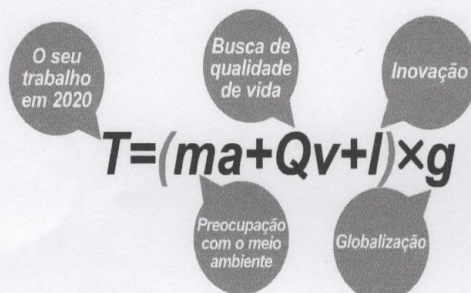 O seu
trabalho
em 2020
Busca de
qualidade
de vida
Inovação
T=(ma+Qv+I)×g
Preocupação
com o meio
ambiente
Globalização